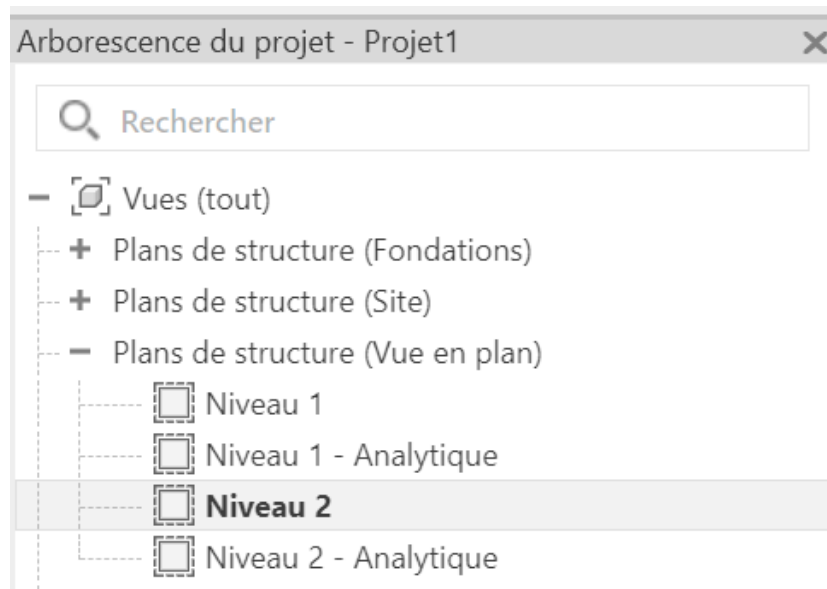 Arborescence du projet - Projet1
Rechercher
Vues (tout)
Plans de structure (Fondations)
Plans de structure (Site)
Plans de structure (Vue en plan)
Niveau 1
Niveau 1 - Analytique
Niveau 2
Niveau 2 - Analytique